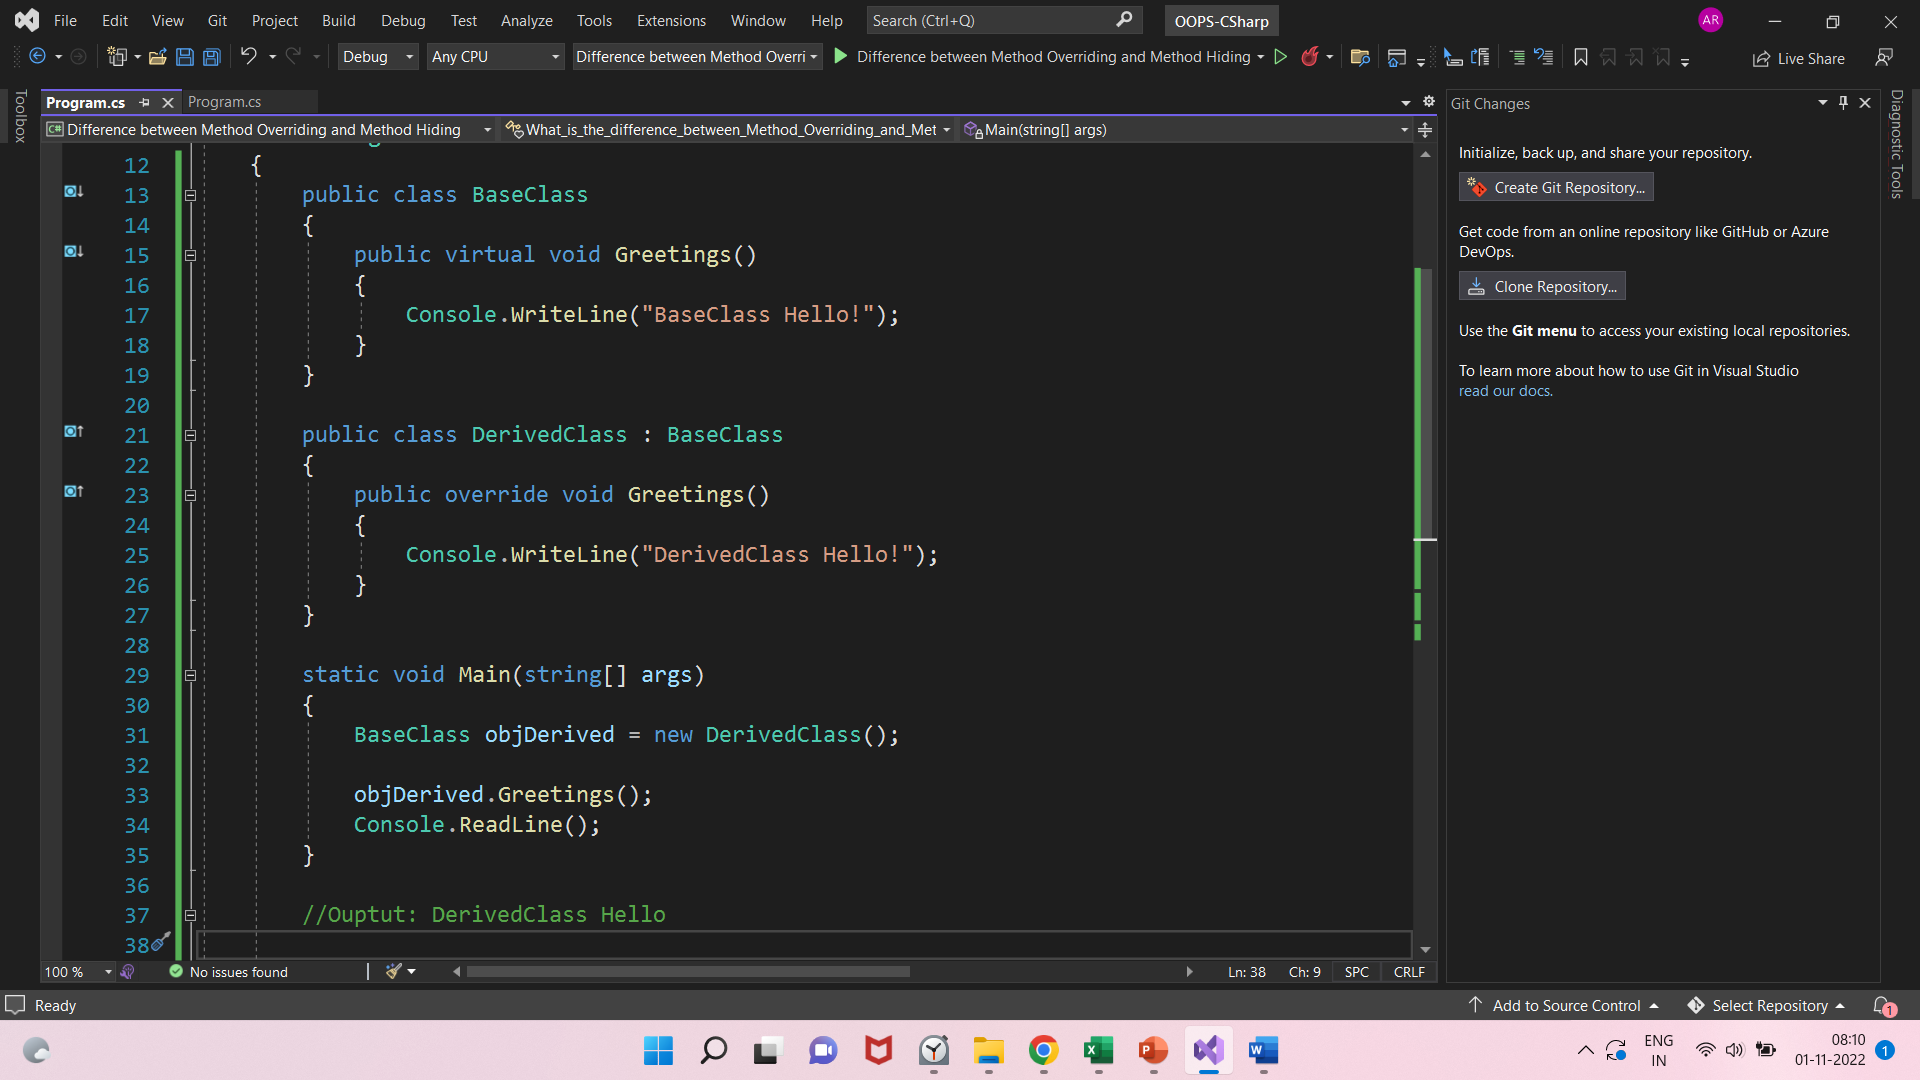 File Edit View Git Project Build Debug Test Analyze Tools Extensions Window Help Search (Ctrl+Q) OOPS-CSharp AR
Debug Any CPU Difference between Method Overri Difference between Method Overriding and Method Hiding Live Share
Toolbox
Program.cs Program.cs
C# Difference between Method Overriding and Method Hiding What_is_the_difference_between_Method_Overriding_and_Met Main(string[] args)
12 {
13 public class BaseClass
14 {
15 public virtual void Greetings()
16 {
17 Console.WriteLine("BaseClass Hello!");
18 }
19 }
20
21 public class DerivedClass : BaseClass
22 {
23 public override void Greetings()
24 {
25 Console.WriteLine("DerivedClass Hello!");
26 }
27 }
28
29 static void Main(string[] args)
30 {
31 BaseClass objDerived = new DerivedClass();
32
33 objDerived.Greetings();
34 Console.ReadLine();
35 }
36
37 //Ouptut: DerivedClass Hello
38
100 % No issues found Ln: 38 Ch: 9 SPC CRLF
Git Changes
Initialize, back up, and share your repository.
Create Git Repository...
Get code from an online repository like GitHub or Azure
DevOps.
Clone Repository...
Use the Git menu to access your existing local repositories.
To learn more about how to use Git in Visual Studio
read our docs.
Diagnostic Tools
Ready Add to Source Control Select Repository 1
X P W
ENG
IN
08:10
01-11-2022
1